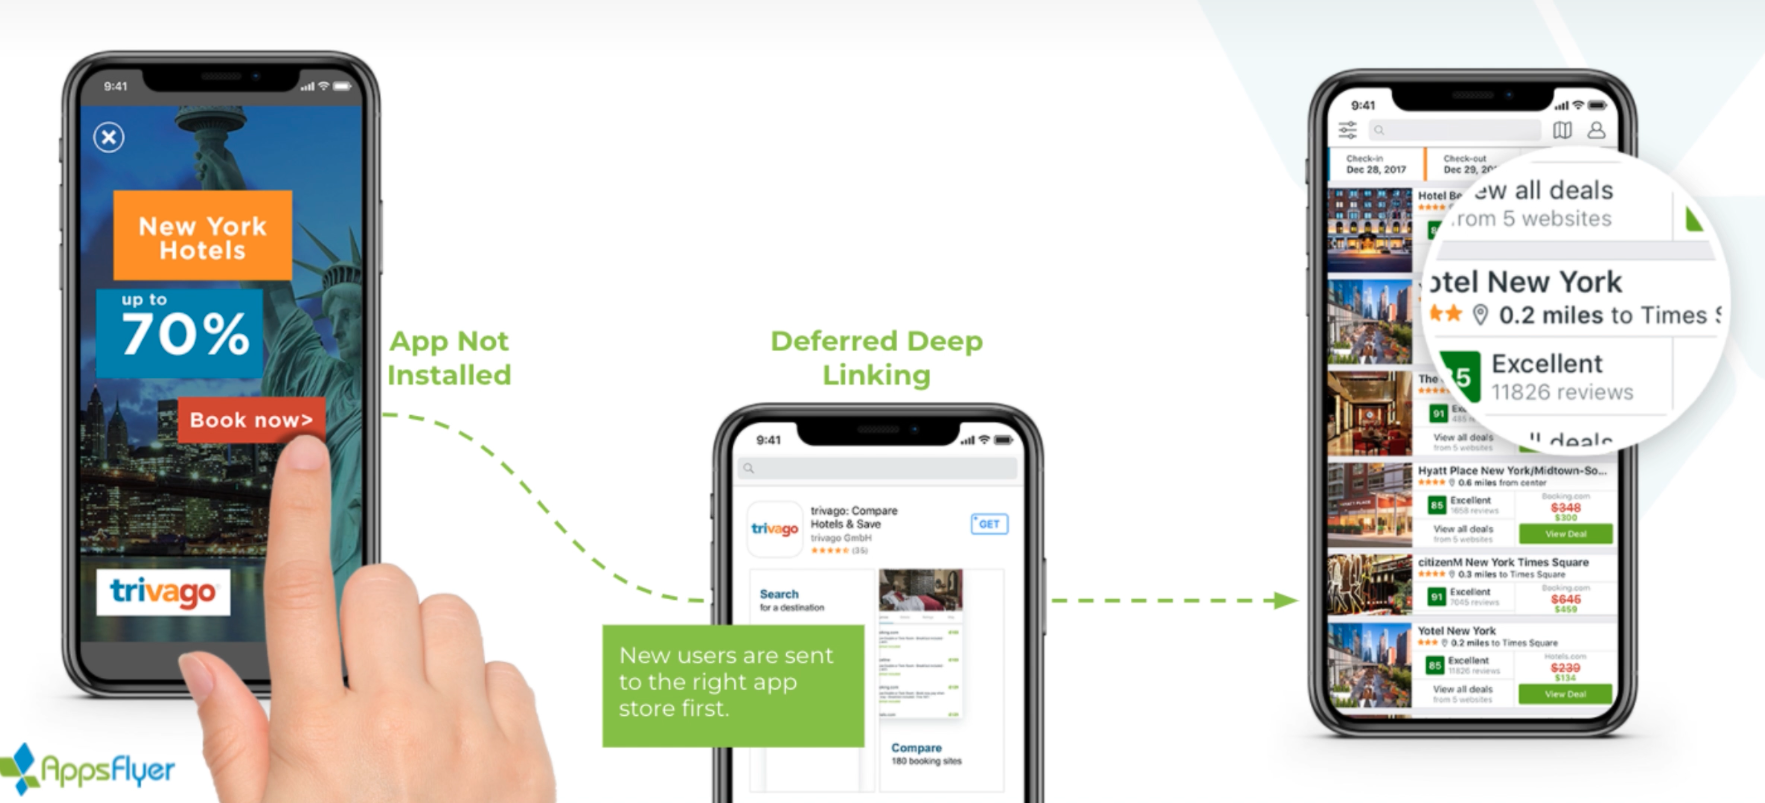 9:41
New York
Hotels
up to
70%
Book now>
trivago
AppsFlyer
App Not
Installed
Deferred Deep
Linking
9:41
trivago
trivago: Compare
Hotels & Save
trivago GmbH
(35)
GET
Search
for a destination
New users are sent
to the right app
store first.
Compare
180 booking sites
9:41
Check-in
Dec 28, 2017
Check-out
Dec 29, 20
Hotel Be
ew all deals
rom 5 websites
otel New York
0.2 miles to Times S
85
Excellent
11826 reviews
ll deals
The
91
View all deals
from 5 websites
Hyatt Place New York/Midtown-So...
0.6 miles from center
85 Excellent
1658 reviews
Booking.com
$348
$300
View all deals
from 5 websites
View Deal
citizenM New York Times Square
0.3 miles to Times Square
91 Excellent
7045 reviews
Booking.com
$645
$459
Yotel New York
0.2 miles to Times Square
85 Excellent
11826 reviews
Hotels.com
$239
$134
View all deals
from 5 websites
View Deal